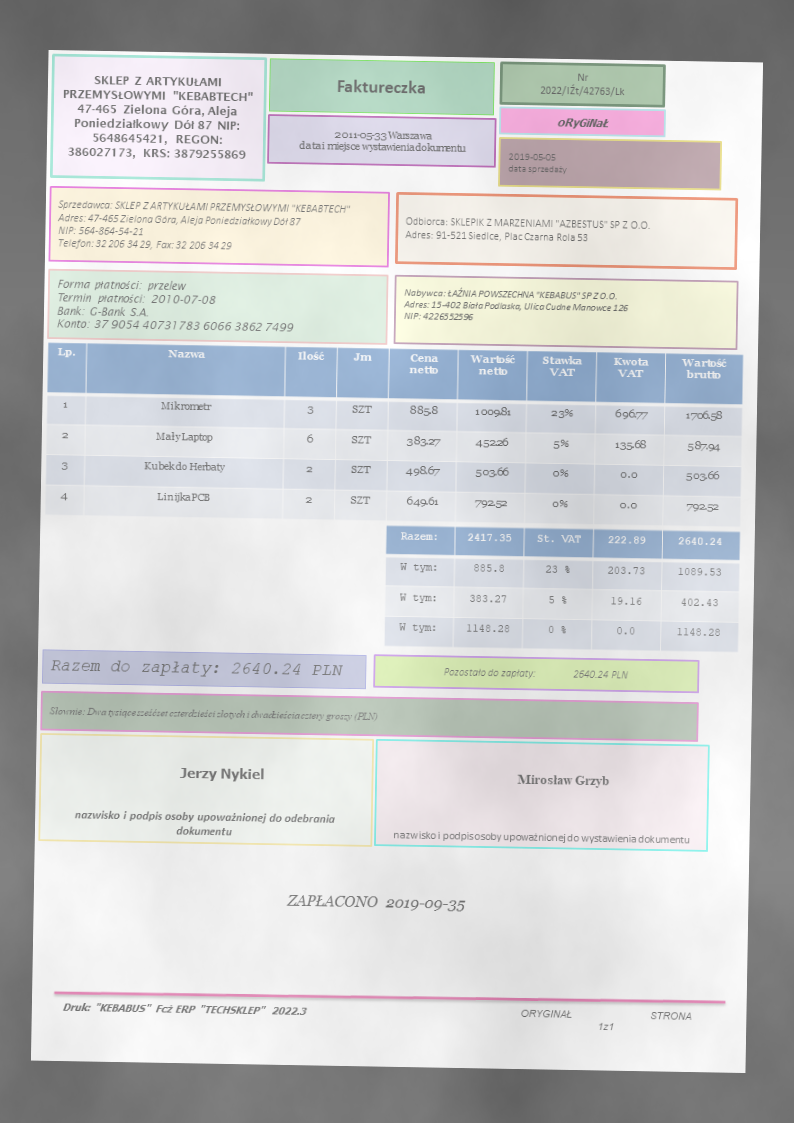 SKLEP Z ARTYKUŁAMI
PRZEMYSŁOWYMI "KEBABTECH"
47-465 Zielona Góra, Aleja
Poniedziałkowy Dół 87 NIP:
5648645421, REGON:
386027173, KRS: 3879255869
Faktureczka
2011-05-33 Warszawa
data i miejsce wystawienia dokumentu
Nr
2022/IŻt/42763/Lk
oRyGiNaŁ
2019-05-05
data sprzedaży
Sprzedawca: SKLEP Z ARTYKUŁAMI PRZEMYSŁOWYMI "KEBABTECH"
Adres: 47-465 Zielona Góra, Aleja Poniedziałkowy Dół 87
NIP: 564-864-54-21
Telefon: 32 206 34 29, Fax: 32 206 34 29
Odbiorca: SKLEPIK Z MARZENIAMI "AZBESTUS" SP Z O.O.
Adres: 91-521 Siedlce, Plac Czarna Rola 53
Forma płatności: przelew
Termin płatności: 2010-07-08
Bank: G-Bank S.A.
Konto: 37 9054 40731783 6066 3862 7499
Nabywca: ŁAŹNIA POWSZECHNA "KEBABUS" SP Z O.O.
Adres: 15-402 Biała Podlaska, Ulica Cudne Manowce 126
NIP: 4226552596
Lp. Nazwa Ilość Jm Cena netto Wartość netto Stawka VAT Kwota VAT Wartość brutto
1 Mikrometr 3 SZT 885.8 1009.81 23% 696.77 1706.58
2 Mały Laptop 6 SZT 383.27 452.26 5% 135.68 587.94
3 Kubek do Herbaty 2 SZT 498.67 503.66 0% 0.0 503.66
4 Linijka PCB 2 SZT 649.61 792.52 0% 0.0 792.52
Razem: 2417.35 St. VAT 222.89 2640.24
W tym: 885.8 23 % 203.73 1089.53
W tym: 383.27 5 % 19.16 402.43
W tym: 1148.28 0 % 0.0 1148.28
Razem do zapłaty: 2640.24 PLN
Pozostało do zapłaty: 2640.24 PLN
Słownie: Dwa tysiące sześćset czterdzieści złotych i dwadzieścia cztery groszy (PLN)
Jerzy Nykiel
nazwisko i podpis osoby upoważnionej do odebrania
dokumentu
Mirosław Grzyb
nazwisko i podpis osoby upoważnionej do wystawienia dokumentu
ZAPŁACONO 2019-09-35
Druk: "KEBABUS" Fcż ERP "TECHSKLEP" 2022.3
ORYGINAŁ STRONA
1 z 1